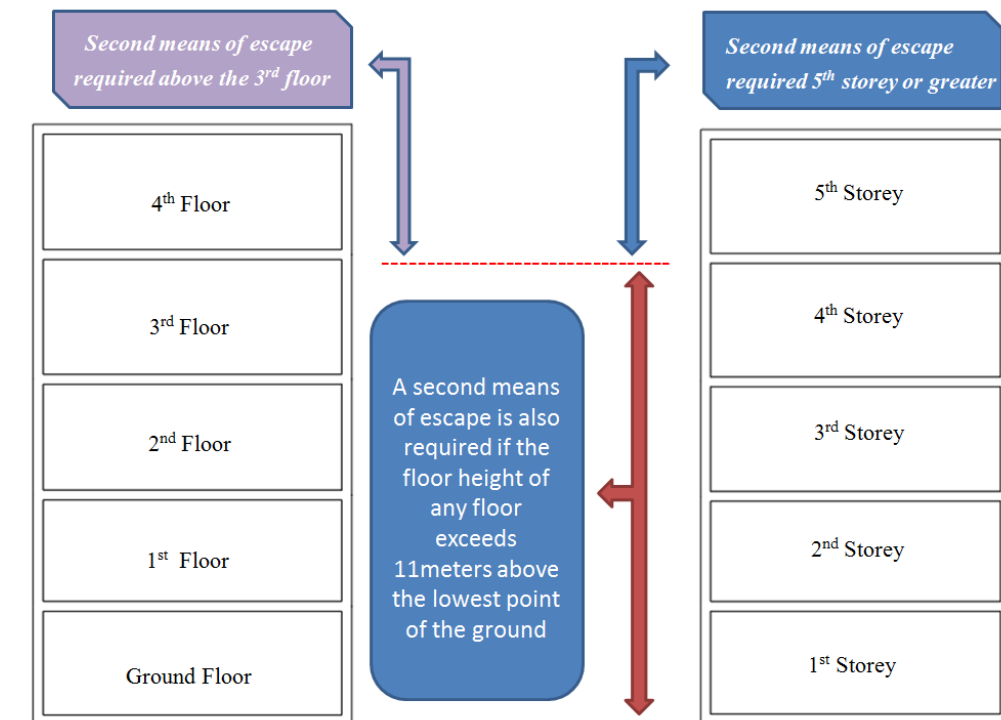 Second means of escape
required above the 3rd floor
4th Floor
3rd Floor
2nd Floor
1st Floor
Ground Floor
A second means
of escape is also
required if the
floor height of
any floor
exceeds
11meters above
the lowest point
of the ground
Second means of escape
required 5th storey or greater
5th Storey
4th Storey
3rd Storey
2nd Storey
1st Storey